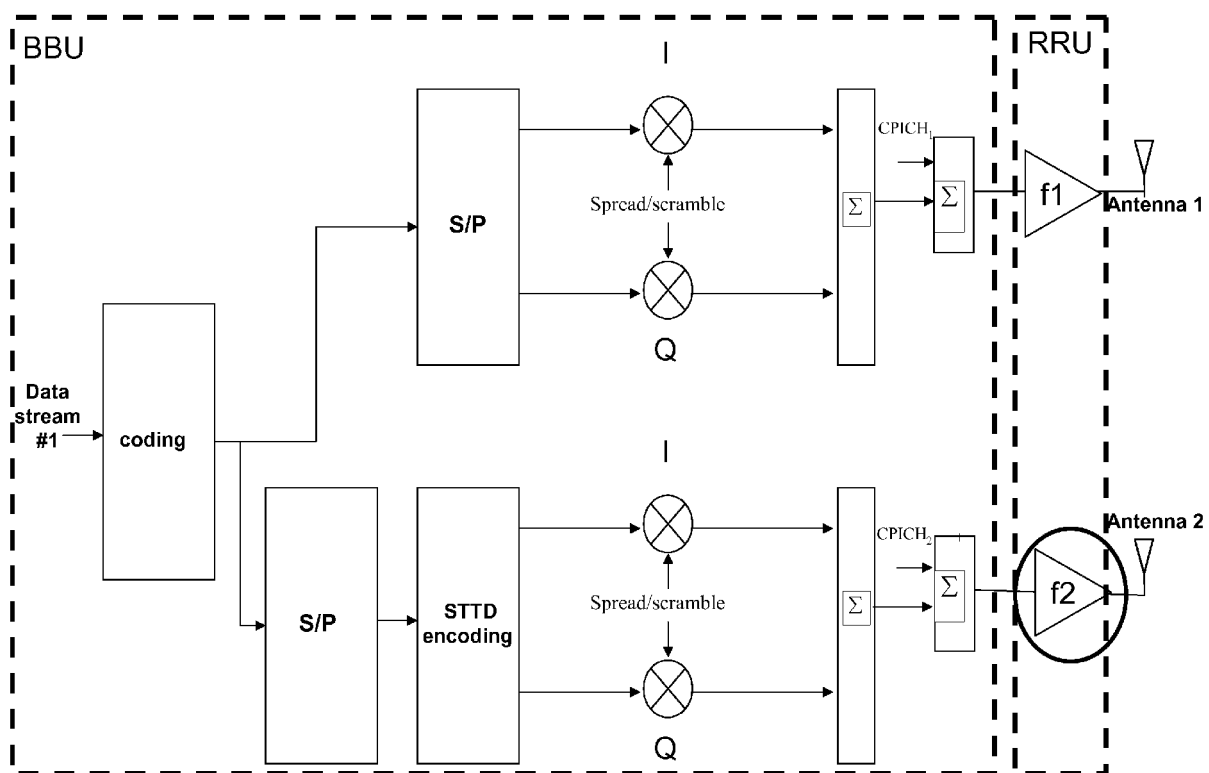 BBU
RRU
I
CPICH1
S/P
Spread/scramble
Σ
Σ
f1
Antenna 1
Q
Data
stream
#1
coding
I
Antenna 2
CPICH2
S/P
STTD
encoding
Spread/scramble
Σ
Σ
f2
Q